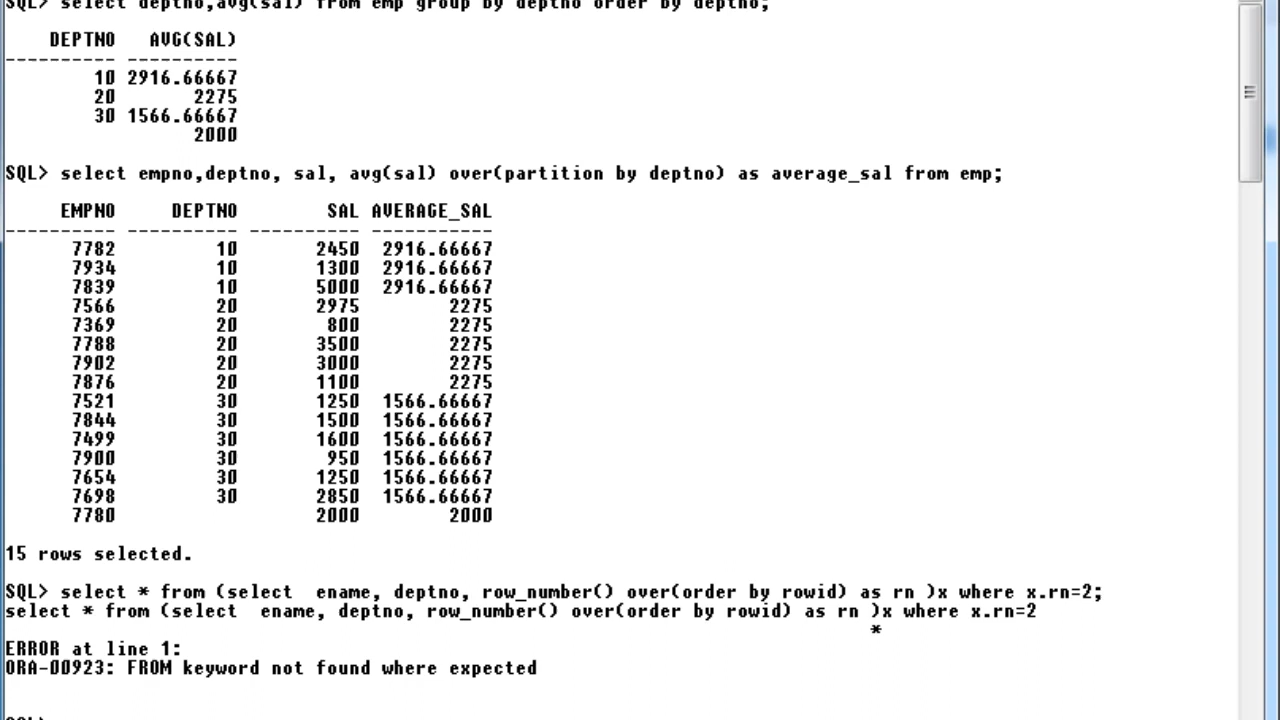 SQL> select deptno,avg(sal) from emp group by deptno order by deptno;
DEPTNO AVG(SAL)
---------- ----------
10 2916.66667
20 2275
30 1566.66667
2000
SQL> select empno,deptno, sal, avg(sal) over(partition by deptno) as average_sal from emp;
EMPNO DEPTNO SAL AVERAGE_SAL
---------- ---------- ---------- -----------
7782 10 2450 2916.66667
7934 10 1300 2916.66667
7839 10 5000 2916.66667
7566 20 2975 2275
7369 20 800 2275
7788 20 3500 2275
7902 20 3000 2275
7876 20 1100 2275
7521 30 1250 1566.66667
7844 30 1500 1566.66667
7499 30 1600 1566.66667
7900 30 950 1566.66667
7654 30 1250 1566.66667
7698 30 2850 1566.66667
7780 2000 2000
15 rows selected.
SQL> select * from (select  ename, deptno, row_number() over(order by rowid) as rn )x where x.rn=2;
select * from (select  ename, deptno, row_number() over(order by rowid) as rn )x where x.rn=2
*
ERROR at line 1:
ORA-00923: FROM keyword not found where expected
SQL>